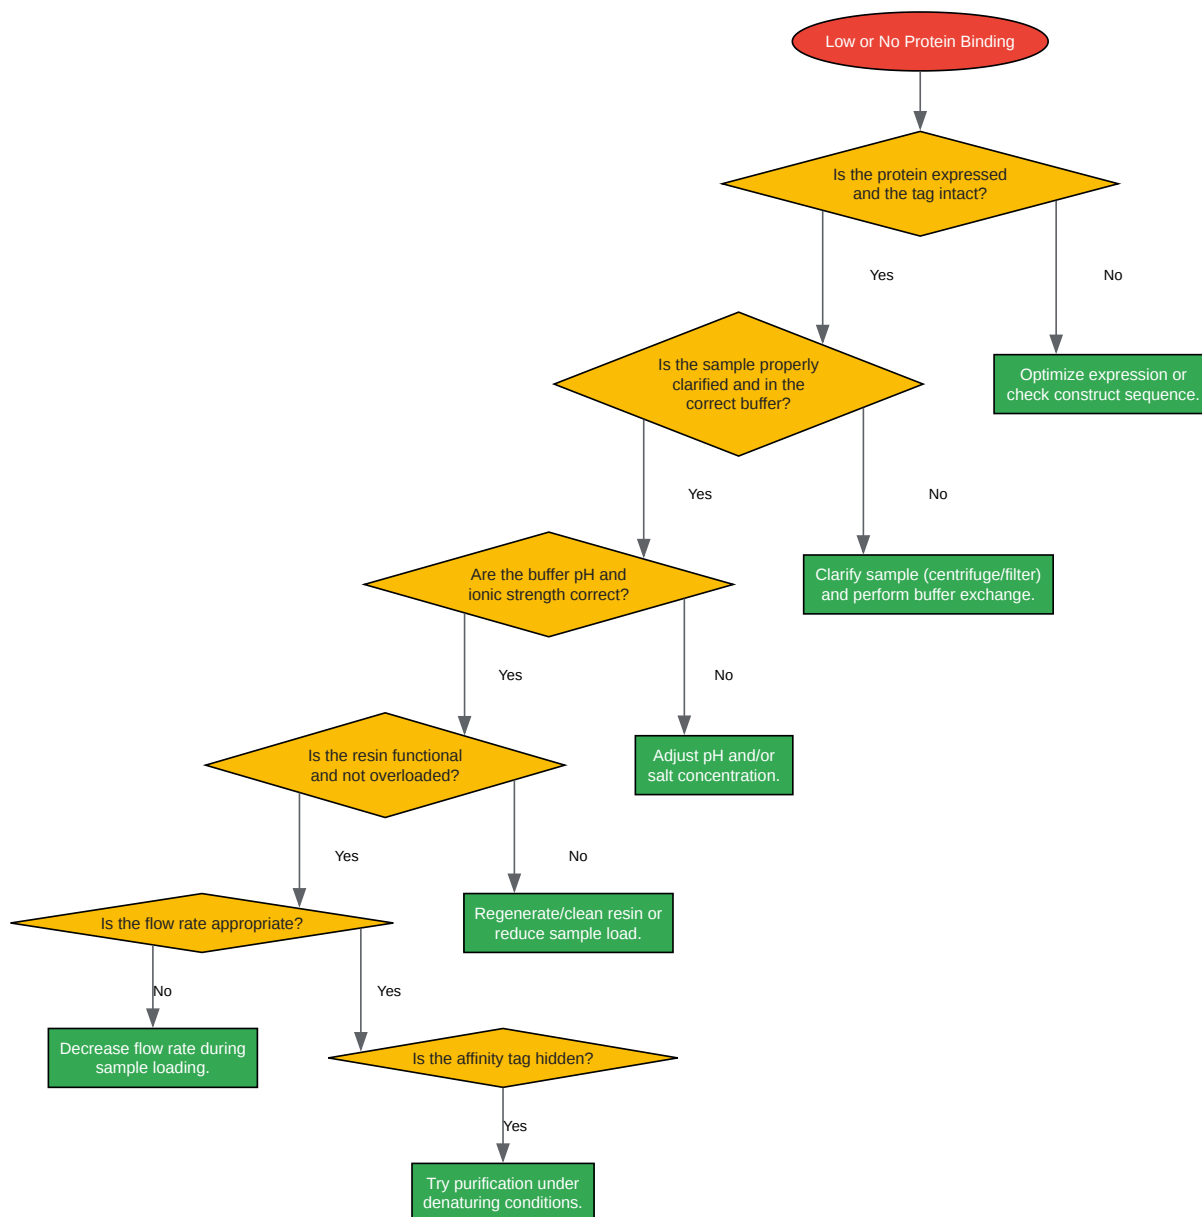 Low or No Protein Binding
Is the protein expressed
and the tag intact?
Yes
No
Is the sample properly
clarified and in the
correct buffer?
Optimize expression or
check construct sequence.
Yes
No
Are the buffer pH and
ionic strength correct?
Clarify sample (centrifuge/filter)
and perform buffer exchange.
Yes
No
Is the resin functional
and not overloaded?
Adjust pH and/or
salt concentration.
Yes
No
Is the flow rate appropriate?
Regenerate/clean resin or
reduce sample load.
No
Yes
Decrease flow rate during
sample loading.
Is the affinity tag hidden?
Yes
Try purification under
denaturing conditions.